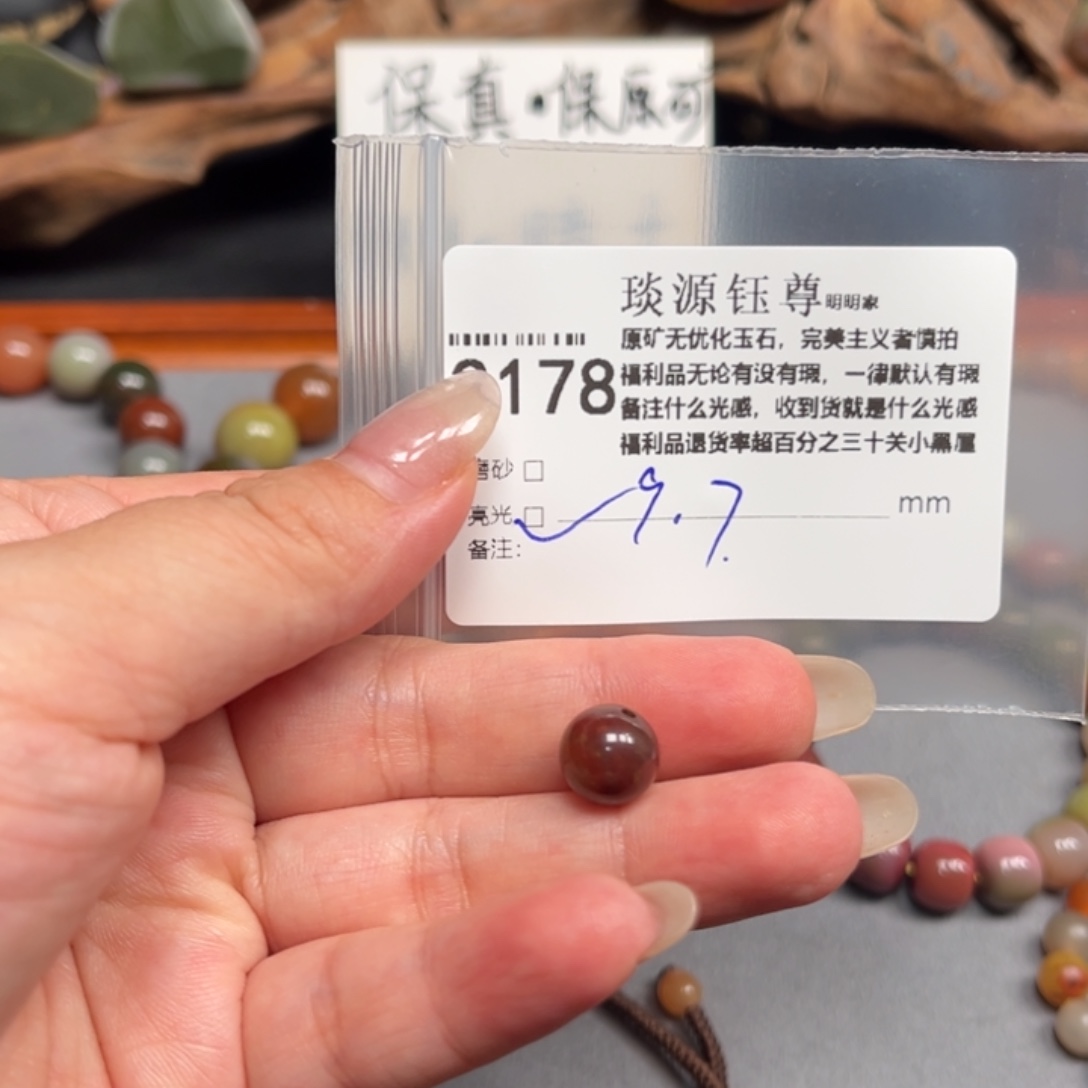 保真·保原矿
琰源钰尊明明家
原矿无优化玉石，完美主义者慎拍
178
福利品无论有没有瑕，一律默认有瑕
备注什么光感，收到货就是什么光感
福利品退货率超百分之三十关小黑屋
磨砂 □
亮光 □ ✓ 9.7 mm
备注：